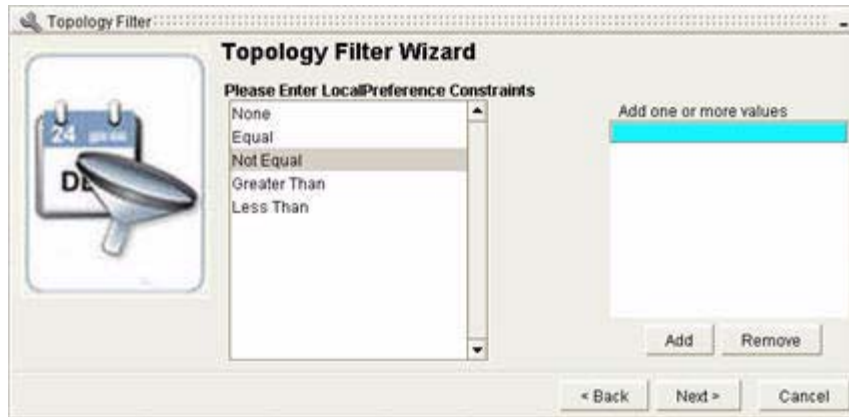 Topology Filter
Topology Filter Wizard
Please Enter LocalPreference Constraints
None
Equal
Not Equal
Greater Than
Less Than
Add one or more values
24
Add
Remove
< Back
Next >
Cancel